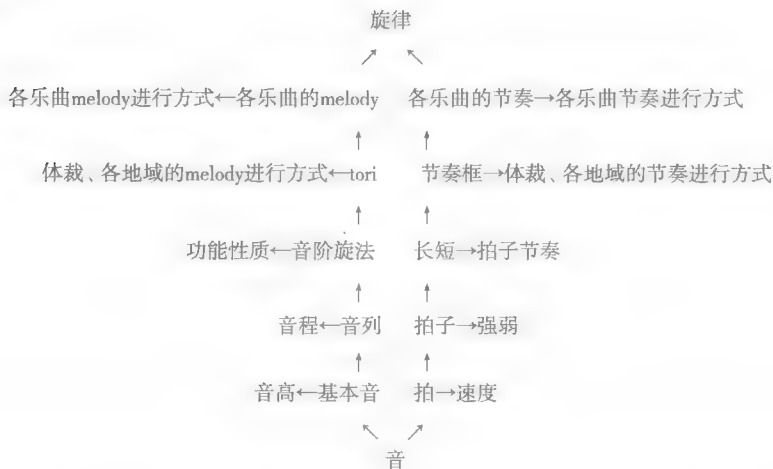 旋律
↗ ↖
各乐曲melody进行方式←各乐曲的melody 各乐曲的节奏→各乐曲节奏进行方式
↑ ↑
体裁、各地域的melody进行方式←tori 节奏框→体裁、各地域的节奏进行方式
↑ ↑
功能性质←音阶旋法 长短→拍子节奏
↑ ↑
音程←音列 拍子→强弱
↑ ↑
音高←基本音 拍→速度
↖ ↗
音